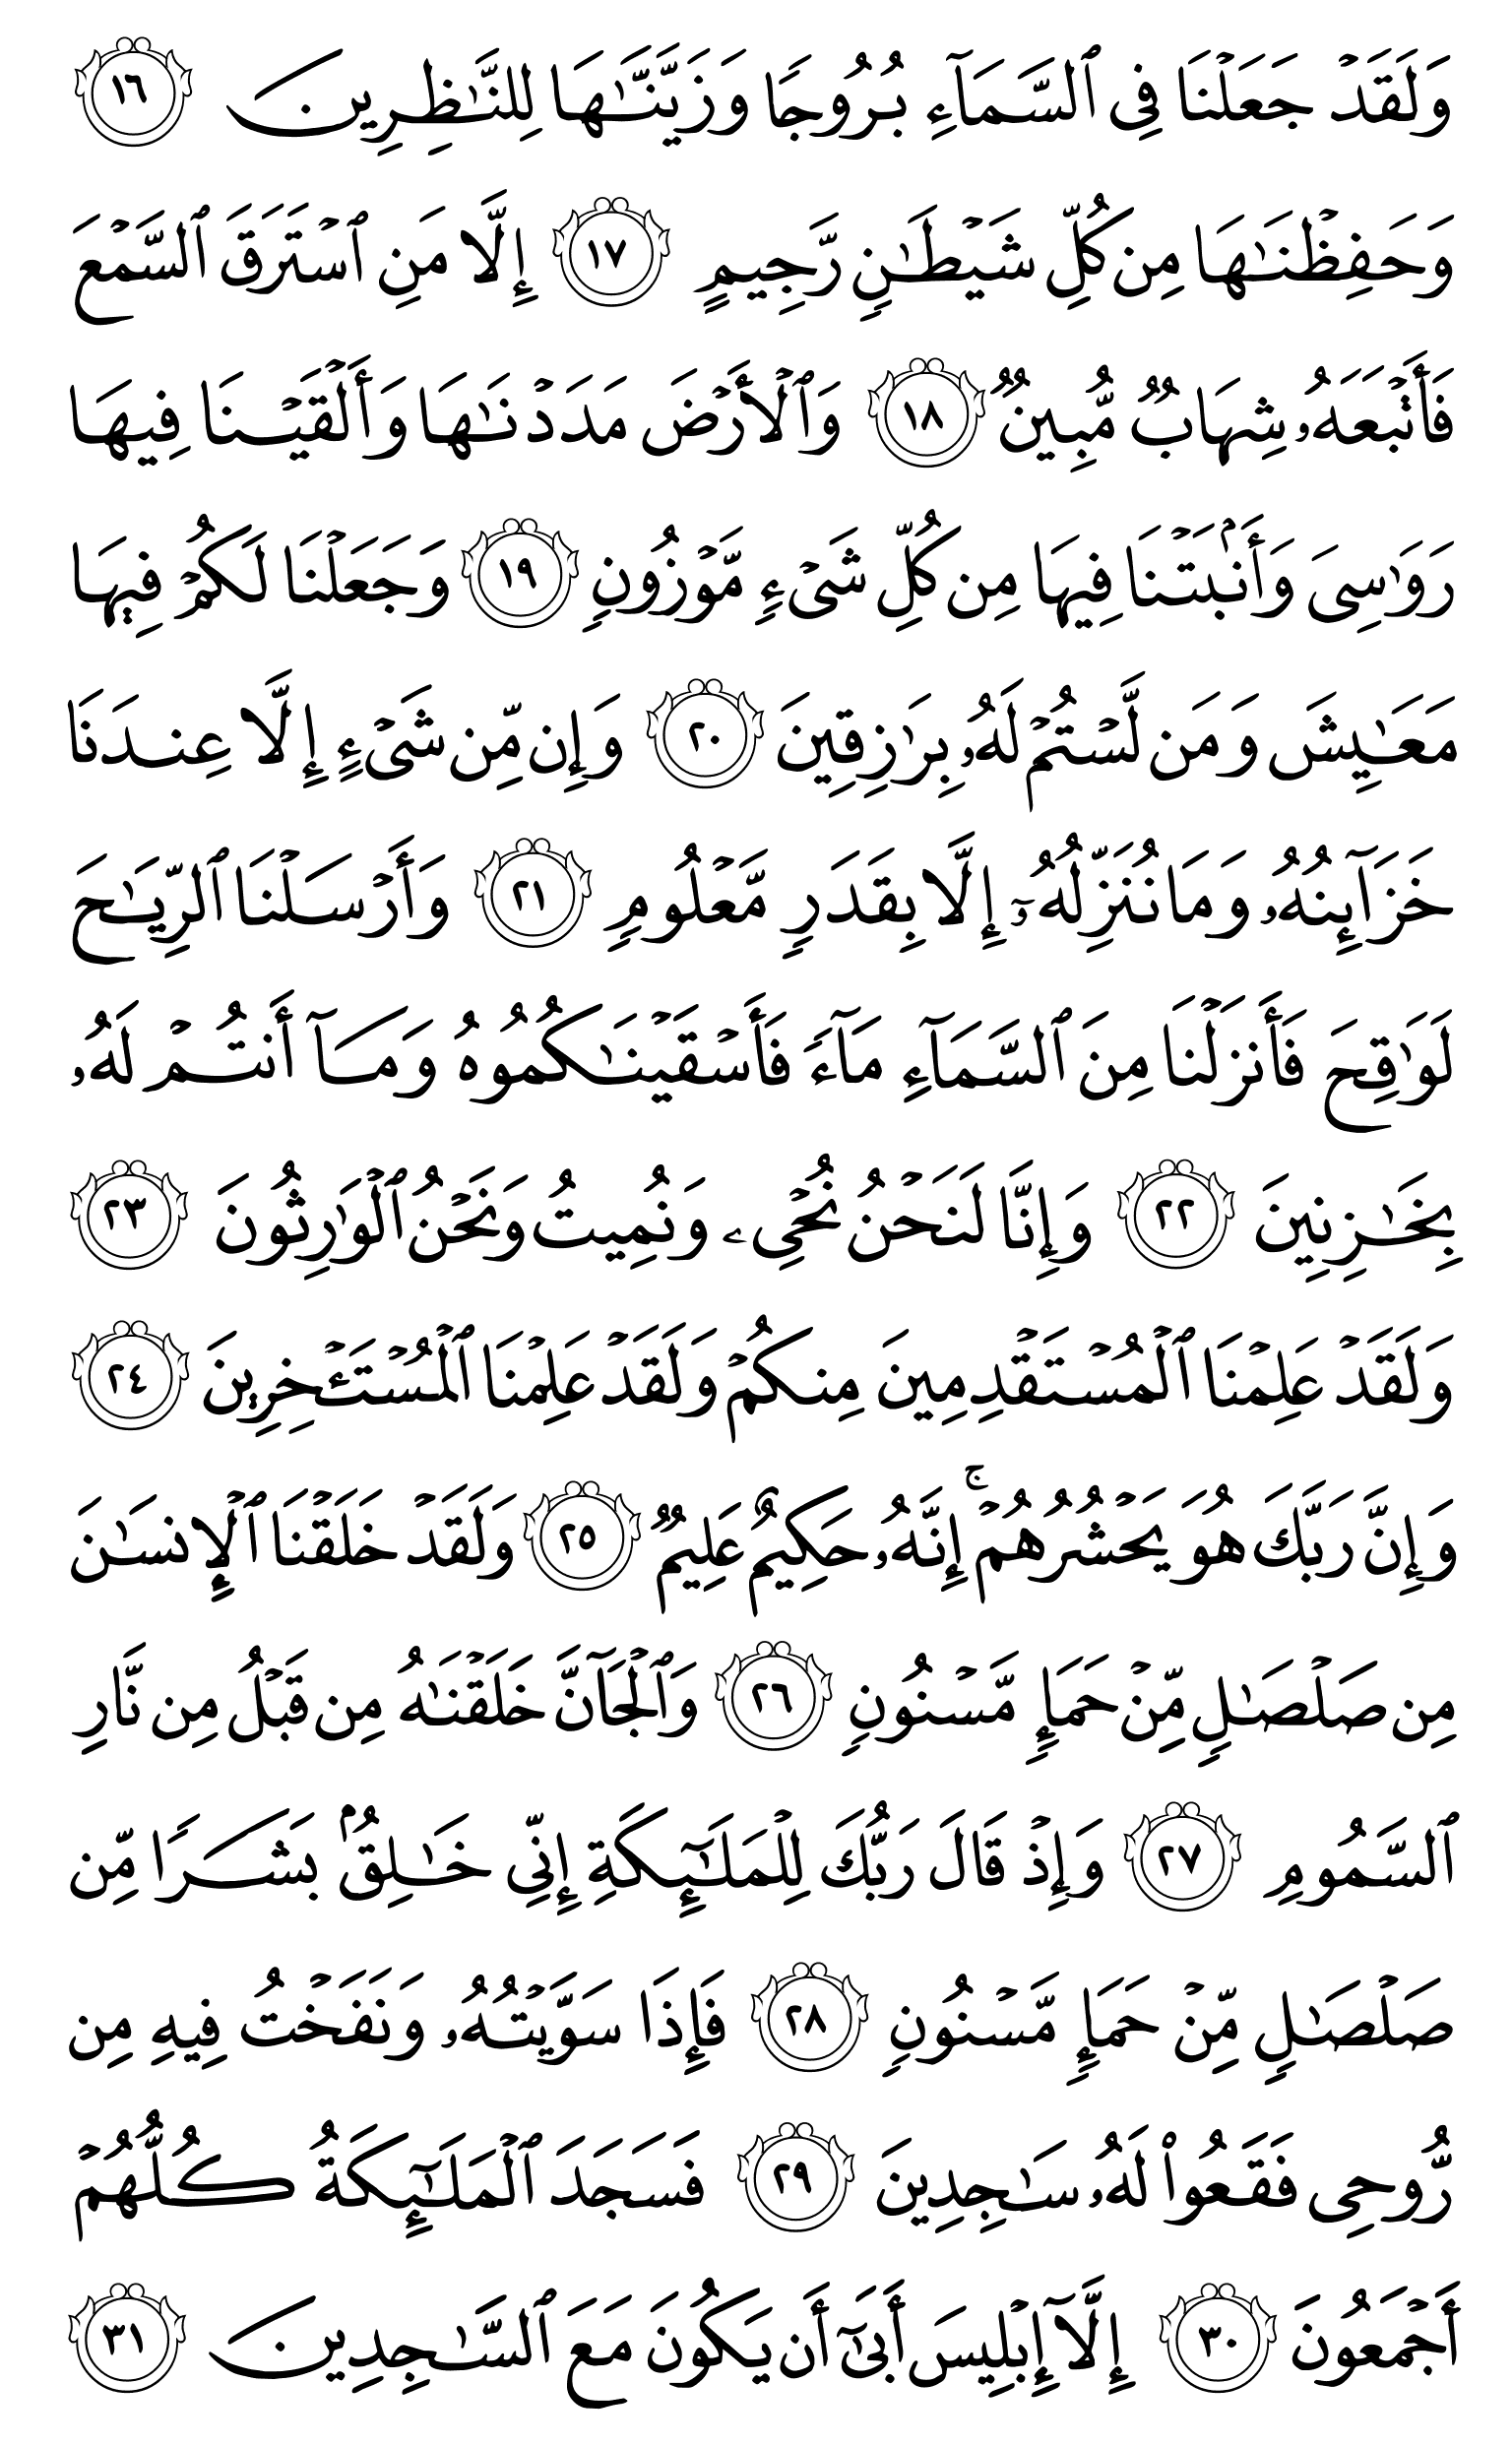 وَلَقَدْ جَعَلْنَا فِى ٱلسَّمَآءِ بُرُوجًا وَزَيَّنَّـٰهَا لِلنَّـٰظِرِينَ ١٦
وَحَفِظْنَـٰهَا مِن كُلِّ شَيْطَـٰنٍ رَّجِيمٍ ١٧ إِلَّا مَنِ ٱسْتَرَقَ ٱلسَّمْعَ
فَأَتْبَعَهُۥ شِهَابٌ مُّبِينٌ ١٨ وَٱلْأَرْضَ مَدَدْنَـٰهَا وَأَلْقَيْنَا فِيهَا
رَوَٰسِىَ وَأَنۢبَتْنَا فِيهَا مِن كُلِّ شَىْءٍ مَّوْزُونٍ ١٩ وَجَعَلْنَا لَكُمْ فِيهَا
مَعَـٰيِشَ وَمَن لَّسْتُمْ لَهُۥ بِرَٰزِقِينَ ٢٠ وَإِن مِّن شَىْءٍ إِلَّا عِندَنَا
خَزَآئِنُهُۥ وَمَا نُنَزِّلُهُۥٓ إِلَّا بِقَدَرٍ مَّعْلُومٍ ٢١ وَأَرْسَلْنَا ٱلرِّيَـٰحَ
لَوَٰقِحَ فَأَنزَلْنَا مِنَ ٱلسَّمَآءِ مَآءً فَأَسْقَيْنَـٰكُمُوهُ وَمَآ أَنتُمْ لَهُۥ
بِخَـٰزِنِينَ ٢٢ وَإِنَّا لَنَحْنُ نُحْىِۦ وَنُمِيتُ وَنَحْنُ ٱلْوَٰرِثُونَ ٢٣
وَلَقَدْ عَلِمْنَا ٱلْمُسْتَقْدِمِينَ مِنكُمْ وَلَقَدْ عَلِمْنَا ٱلْمُسْتَـْٔخِرِينَ ٢٤
وَإِنَّ رَبَّكَ هُوَ يَحْشُرُهُمْ ۚ إِنَّهُۥ حَكِيمٌ عَلِيمٌ ٢٥ وَلَقَدْ خَلَقْنَا ٱلْإِنسَـٰنَ
مِن صَلْصَـٰلٍ مِّنْ حَمَإٍ مَّسْنُونٍ ٢٦ وَٱلْجَآنَّ خَلَقْنَـٰهُ مِن قَبْلُ مِن نَّارِ
ٱلسَّمُومِ ٢٧ وَإِذْ قَالَ رَبُّكَ لِلْمَلَـٰٓئِكَةِ إِنِّى خَـٰلِقٌۢ بَشَرًا مِّن
صَلْصَـٰلٍ مِّنْ حَمَإٍ مَّسْنُونٍ ٢٨ فَإِذَا سَوَّيْتُهُۥ وَنَفَخْتُ فِيهِ مِن
رُّوحِى فَقَعُوا۟ لَهُۥ سَـٰجِدِينَ ٢٩ فَسَجَدَ ٱلْمَلَـٰٓئِكَةُ كُلُّهُمْ
أَجْمَعُونَ ٣٠ إِلَّآ إِبْلِيسَ أَبَىٰٓ أَن يَكُونَ مَعَ ٱلسَّـٰجِدِينَ ٣١